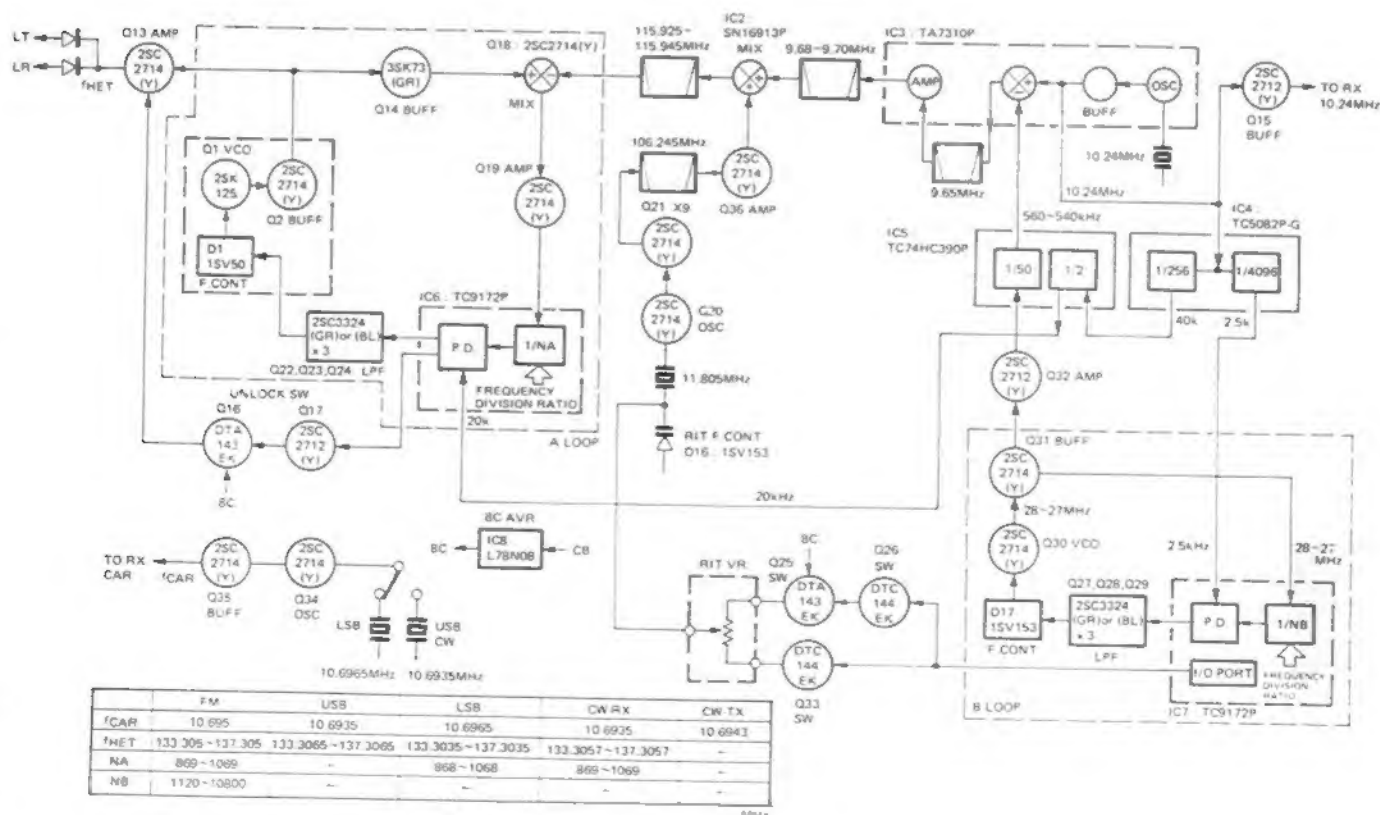 LT
LR
Q13 AMP
2SC
2714
(Y)
fHET
3SK73
(GR)
Q14 BUFF
Q18 : 2SC2714(Y)
MIX
115.925~
115.945MHz
IC2 :
SN16913P
MIX
9.68~9.70MHz
IC3 : TA7310P
AMP
BUFF
OSC
2SC
2712
(Y)
Q15
BUFF
TO RX
10.24MHz
10.24MHz
9.65MHz
10.24MHz
Q1 VCO
2SK
125
2SC
2714
(Y)
Q2 BUFF
D1
1SV50
F.CONT
Q19 AMP
2SC
2714
(Y)
106.245MHz
2SC
2714
(Y)
Q36 AMP
Q21 X9
2SC
2714
(Y)
2SC
2714
(Y)
Q20
OSC
11.805MHz
RIT F.CONT
D16 : 1SV153
560~540kHz
IC5 :
TC74HC390P
1/50
1/2
IC4 :
TC5082P-G
1/256
1/4096
40k
2.5k
2SC3324
(GR)or (BL)
x 3
Q22,Q23,Q24 LPF
IC6 : TC9172P
P.D.
1/NA
FREQUENCY
DIVISION RATIO
20k
A LOOP
UNLOCK SW
Q16
DTA
143
EK
Q17
2SC
2712
(Y)
8C
2SC
2712
(Y)
Q32 AMP
Q31 BUFF
2SC
2714
(Y)
28~27MHz
2SC
2714
(Y)
Q30 VCO
D17
1SV153
F.CONT
Q27,Q28,Q29
2SC3324
(GR)or (BL)
x 3
LPF
2.5kHz
28~27
MHz
P.D.
1/NB
I/O PORT
FREQUENCY
DIVISION
RATIO
IC7 : TC9172P
B LOOP
20kHz
8C AVR
8C
IC8
L78N08
C8
TO RX
CAR
fCAR
2SC
2714
(Y)
Q35
BUFF
2SC
2714
(Y)
Q34
OSC
LSB
USB
CW
10.6965MHz
10.6935MHz
RIT VR
8C
Q25
SW
DTA
143
EK
Q26
SW
DTC
144
EK
DTC
144
EK
Q33
SW
FM USB LSB CW-RX CW-TX
fCAR 10.695 10.6935 10.6965 10.6935 10.6943
fHET 133.305~137.305 133.3065~137.3065 133.3035~137.3035 133.3057~137.3057 -
NA 869~1069 - 868~1068 869~1069 -
NB 1120~10800 - - - -